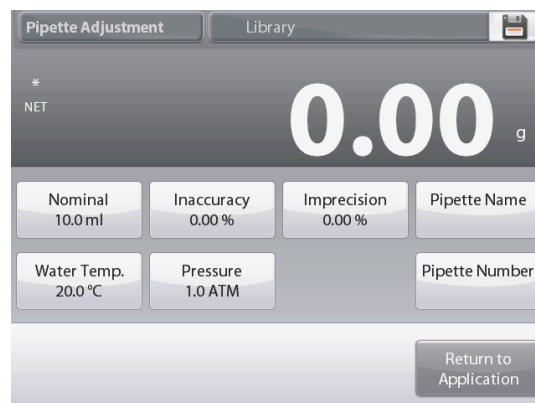 Pipette Adjustment
Library
*
NET
0.00 g
Nominal
10.0 ml
Inaccuracy
0.00 %
Imprecision
0.00 %
Pipette Name
Water Temp.
20.0 °C
Pressure
1.0 ATM
Pipette Number
Return to
Application